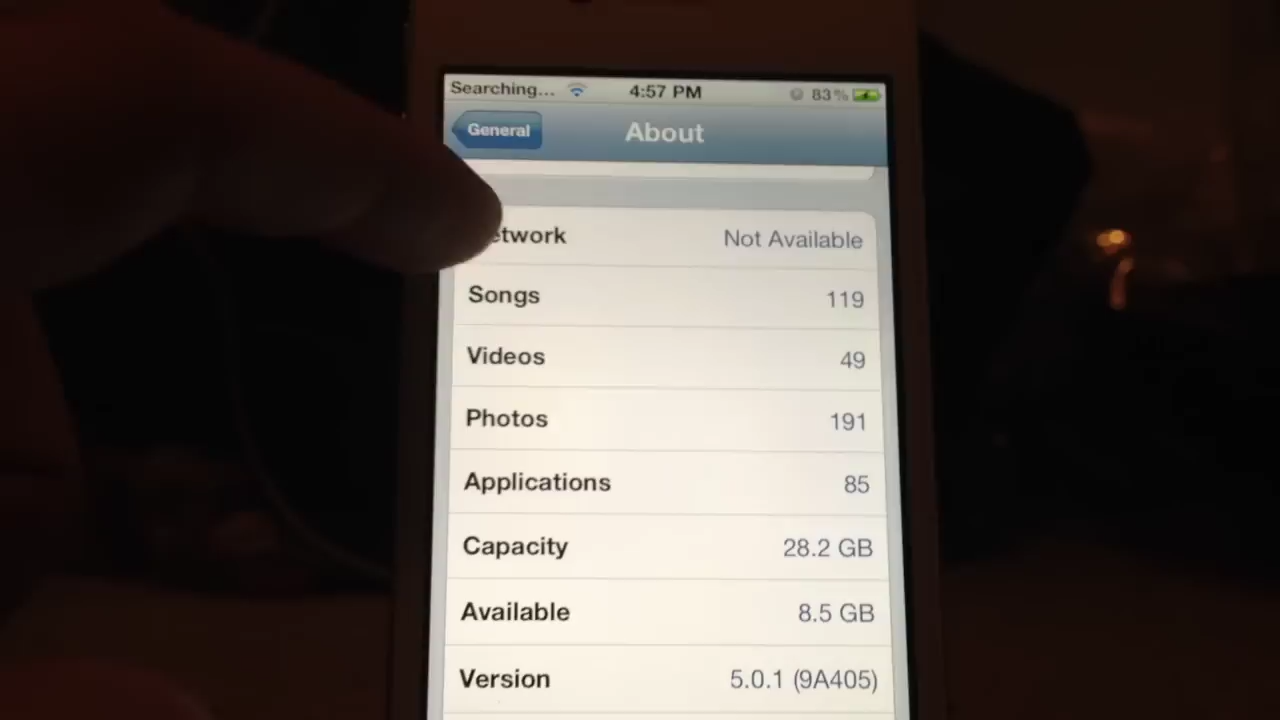 Searching... 4:57 PM 83%
General About
etwork Not Available
Songs 119
Videos 49
Photos 191
Applications 85
Capacity 28.2 GB
Available 8.5 GB
Version 5.0.1 (9A405)